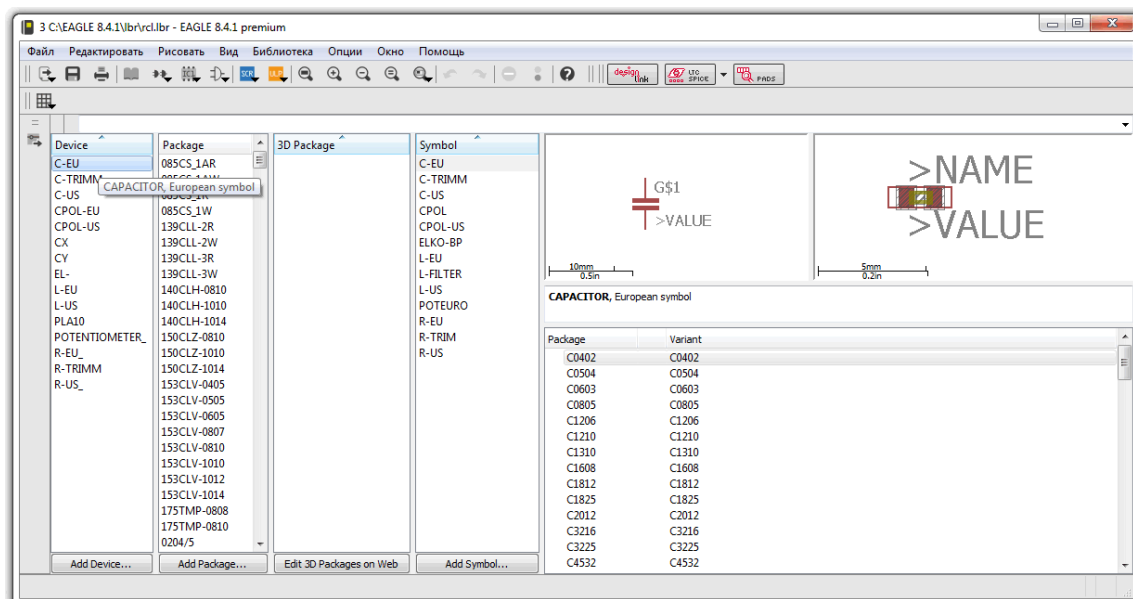 3 C:\EAGLE 8.4.1\lbr\rcl.lbr - EAGLE 8.4.1 premium
Файл Редактировать Рисовать Вид Библиотека Опции Окно Помощь
SCR ULP design link LTC SPICE PADS
Device
C-EU
C-TRIMM
C-US
CPOL-EU
CPOL-US
CX
CY
EL-
L-EU
L-US
PLA10
POTENTIOMETER_
R-EU_
R-TRIMM
R-US_
Add Device...
CAPACITOR, European symbol
Package
085CS_1AR
085CS_1W
139CLL-2R
139CLL-2W
139CLL-3R
139CLL-3W
140CLH-0810
140CLH-1010
140CLH-1014
150CLZ-0810
150CLZ-1010
150CLZ-1014
153CLV-0405
153CLV-0505
153CLV-0605
153CLV-0807
153CLV-0810
153CLV-1010
153CLV-1012
153CLV-1014
175TMP-0808
175TMP-0810
0204/5
Add Package...
3D Package
Edit 3D Packages on Web
Symbol
C-EU
C-TRIMM
C-US
CPOL
CPOL-US
ELKO-BP
L-EU
L-FILTER
L-US
POTEURO
R-EU
R-TRIM
R-US
Add Symbol...
G$1
>VALUE
10mm
0.5in
>NAME
>VALUE
5mm
0.2in
CAPACITOR, European symbol
Package Variant
C0402 C0402
C0504 C0504
C0603 C0603
C0805 C0805
C1206 C1206
C1210 C1210
C1310 C1310
C1608 C1608
C1812 C1812
C1825 C1825
C2012 C2012
C3216 C3216
C3225 C3225
C4532 C4532